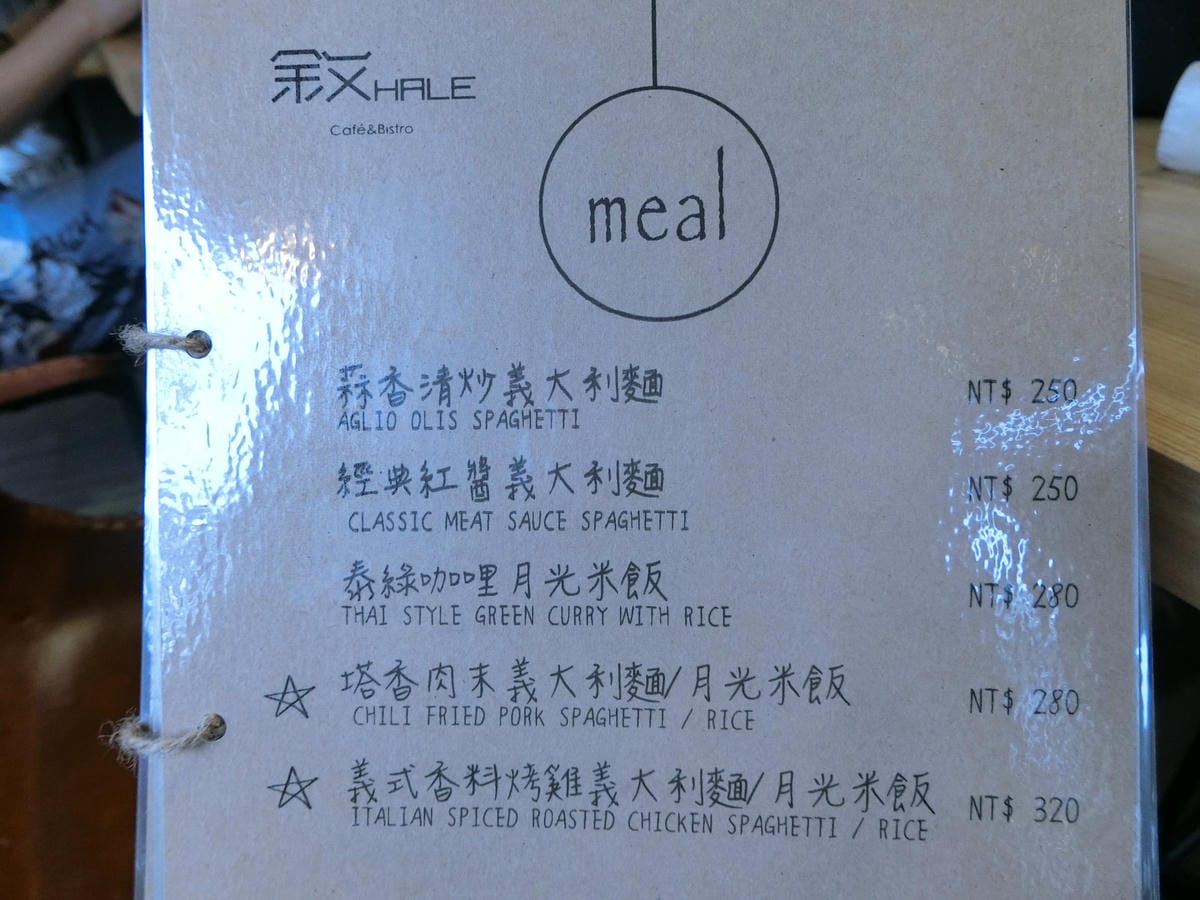 敘HALE
Café&Bistro
meal
蒜香清炒義大利麵 NT$ 250
AGLIO OLIS SPAGHETTI
經典紅醬義大利麵 NT$ 250
CLASSIC MEAT SAUCE SPAGHETTI
泰綠咖哩月光米飯 NT$ 280
THAI STYLE GREEN CURRY WITH RICE
塔香肉末義大利麵/月光米飯 NT$ 280
CHILI FRIED PORK SPAGHETTI / RICE
義式香料烤雞義大利麵/月光米飯 NT$ 320
ITALIAN SPICED ROASTED CHICKEN SPAGHETTI / RICE